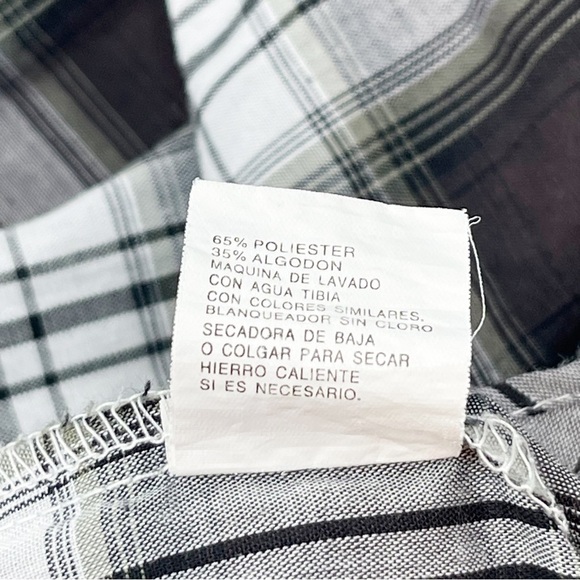 65% POLIESTER
35% ALGODON
MAQUINA DE LAVADO
CON AGUA TIBIA
CON COLORES SIMILARES.
BLANQUEADOR SIN CLORO
SECADORA DE BAJA
O COLGAR PARA SECAR
HIERRO CALIENTE
SI ES NECESARIO.